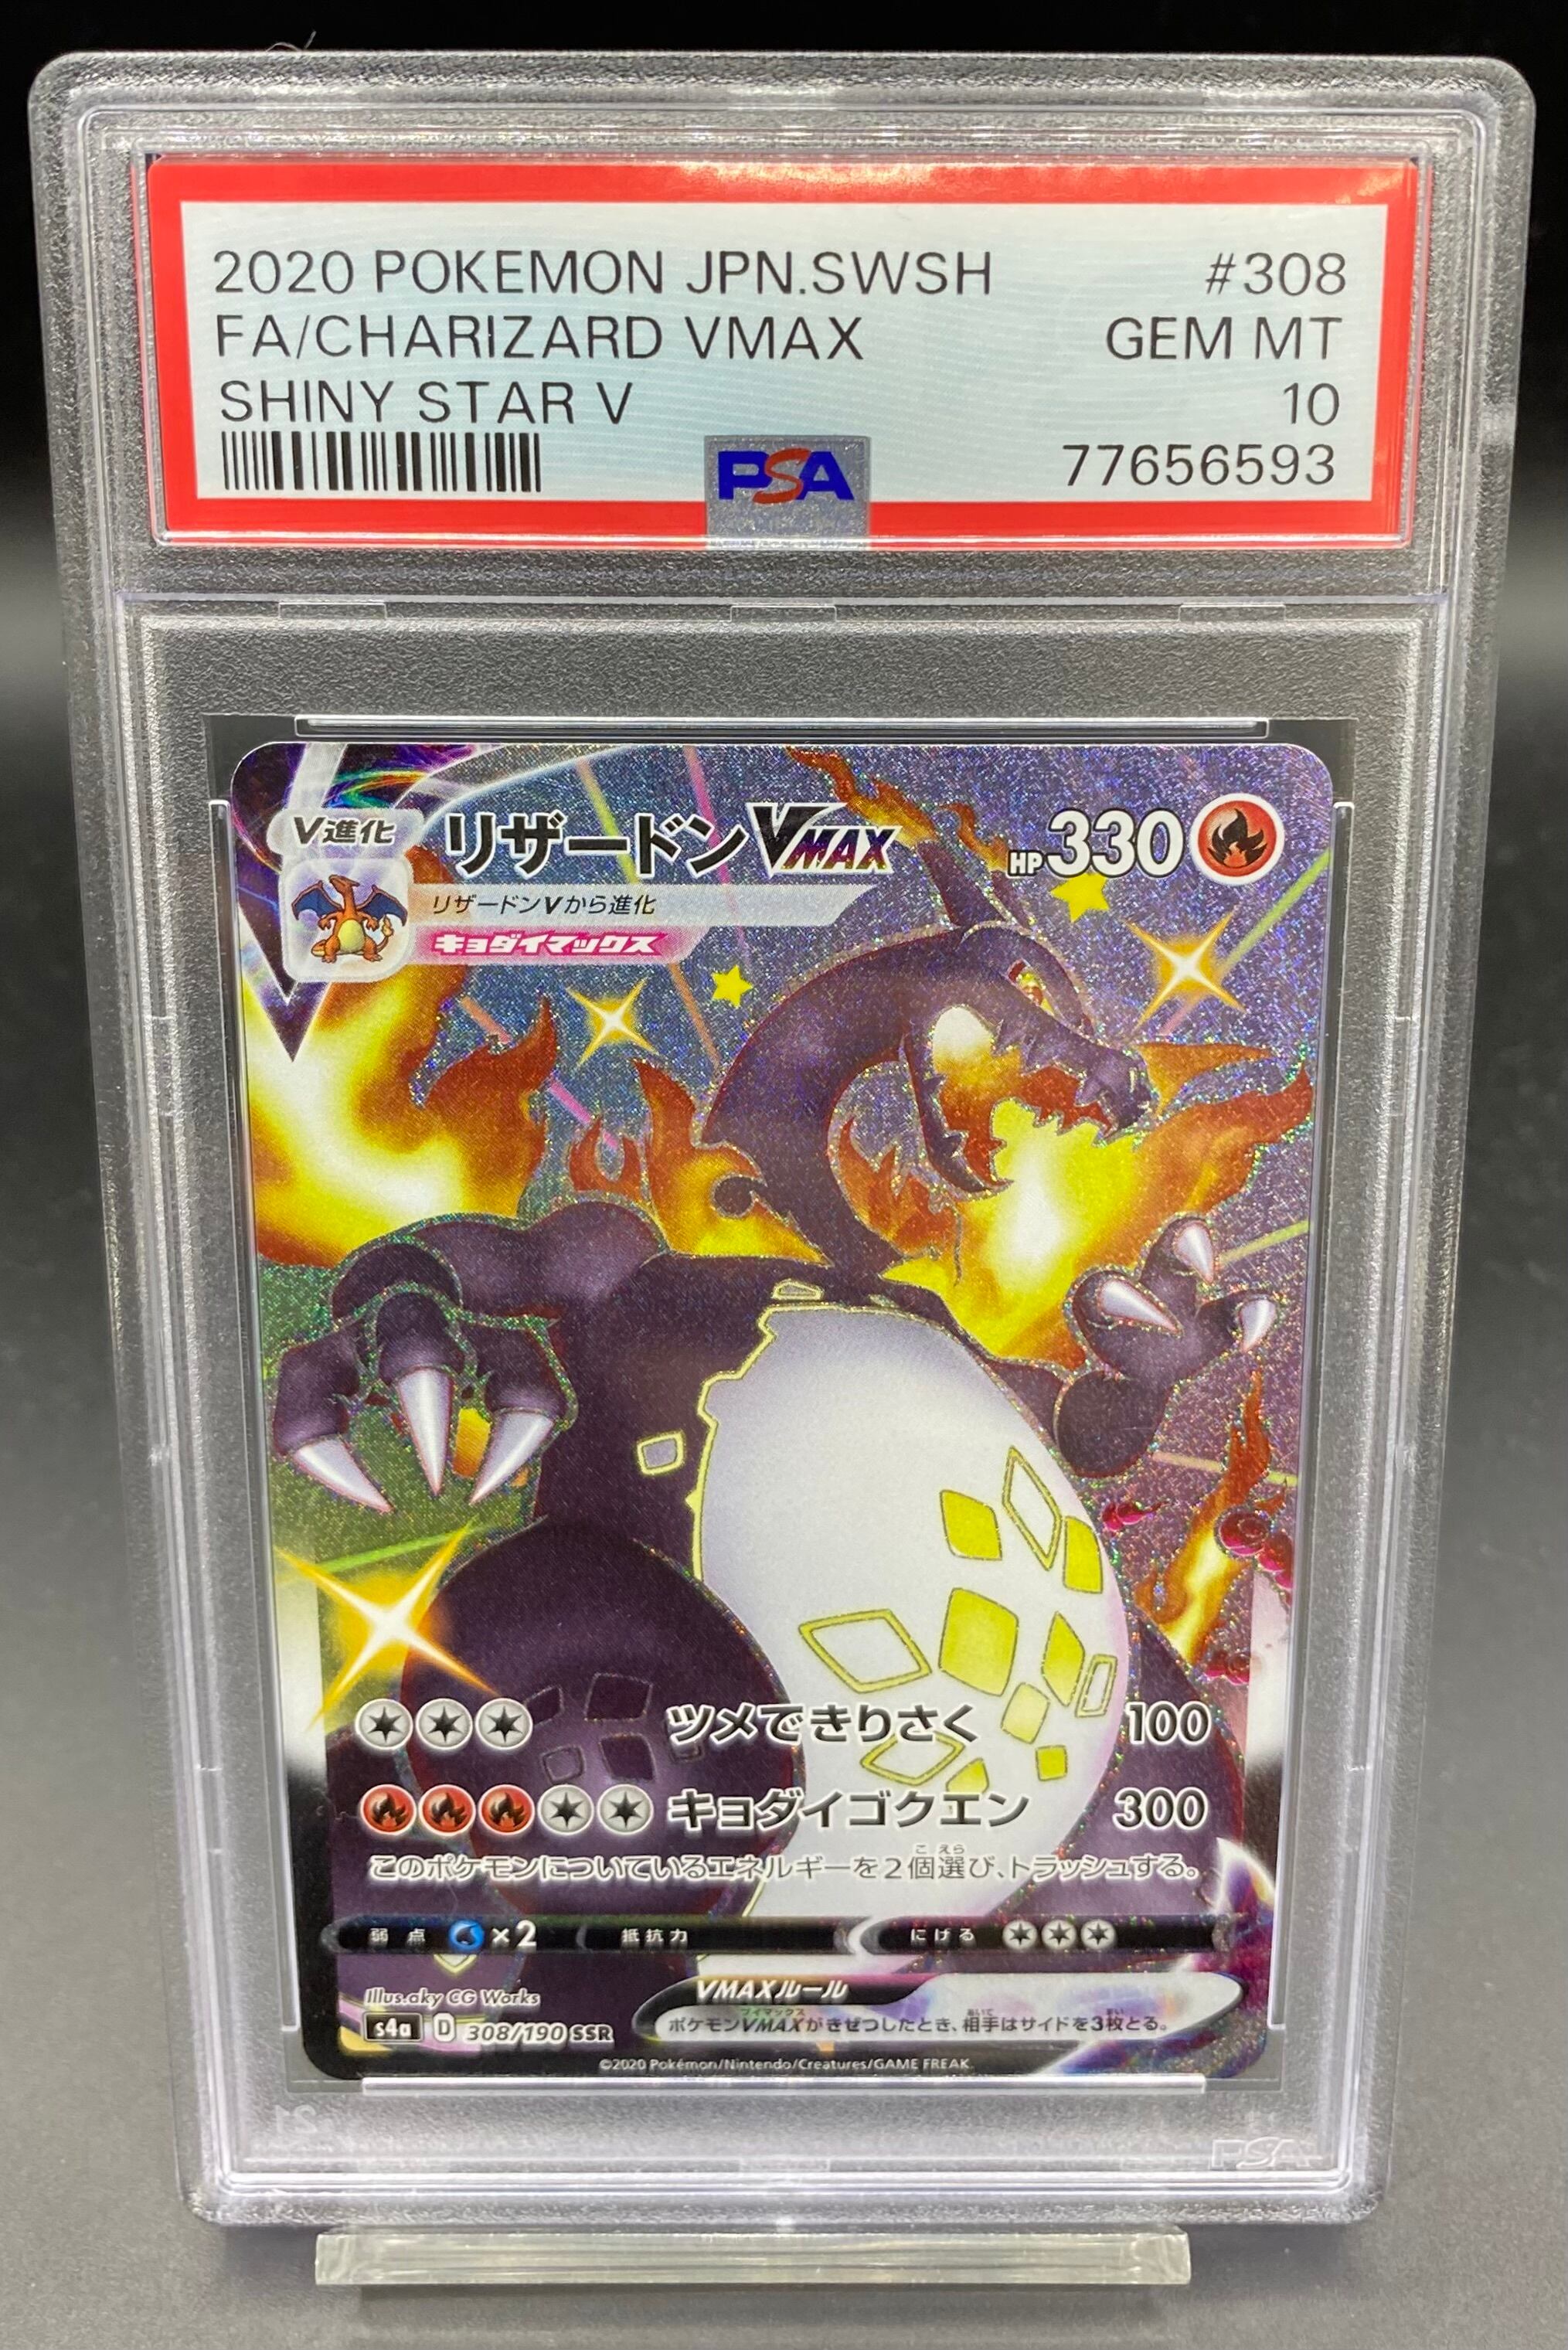 2020 POKEMON JPN.SWSH #308
FA/CHARIZARD VMAX GEM MT
SHINY STAR V 10
PSA 77656593
V進化 リザードンVMAX HP330
リザードンVから進化
キョダイマックス
ツメできりさく 100
キョダイゴクエン 300
このポケモンについているエネルギーを2個選び、トラッシュする。
弱点 ×2 抵抗力 にげる
Illus.aky CG Works
VMAXルール
s4a D 308/190 SSR
ポケモンVMAXがきぜつしたとき、相手はサイドを3枚とる。
©2020 Pokémon/Nintendo/Creatures/GAME FREAK.
PSA